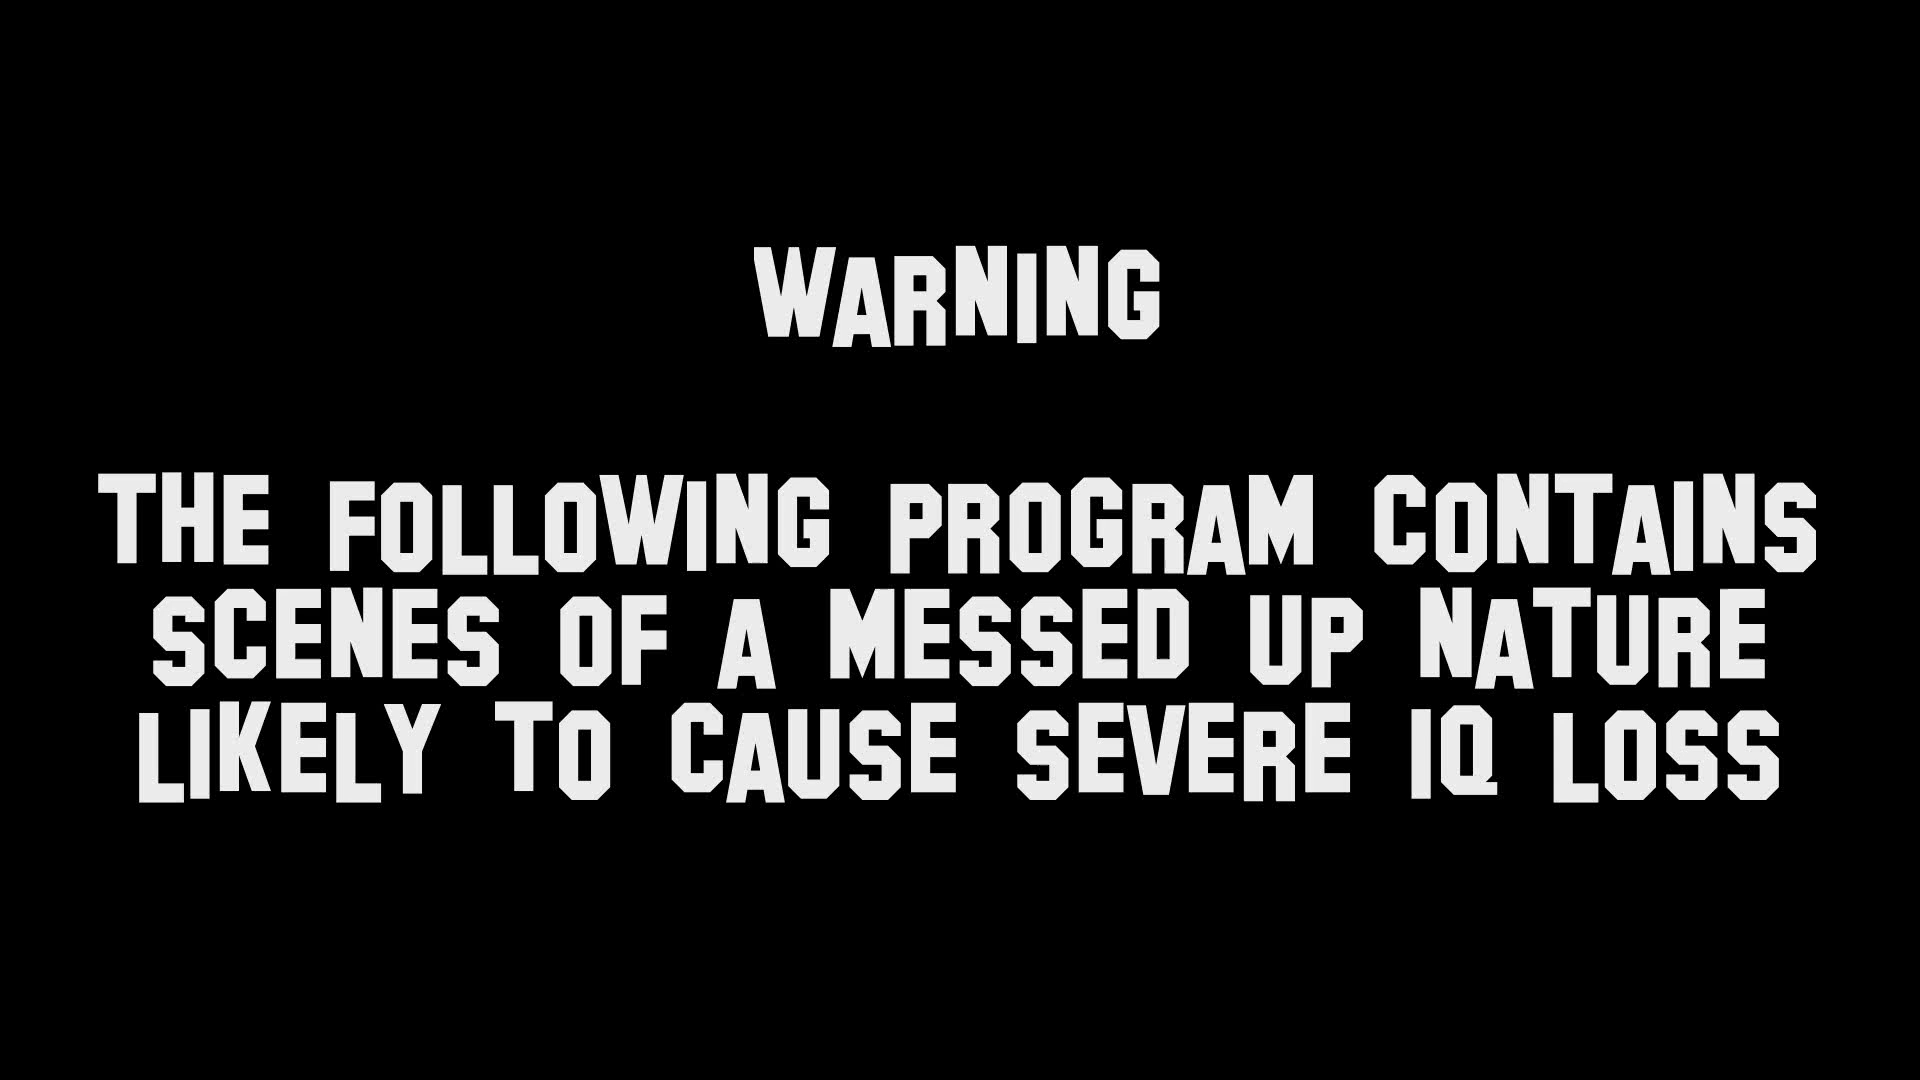 WARNING
THE FOLLOWING PROGRAM CONTAINS
SCENES OF A MESSED UP NATURE
LIKELY TO CAUSE SEVERE IQ LOSS